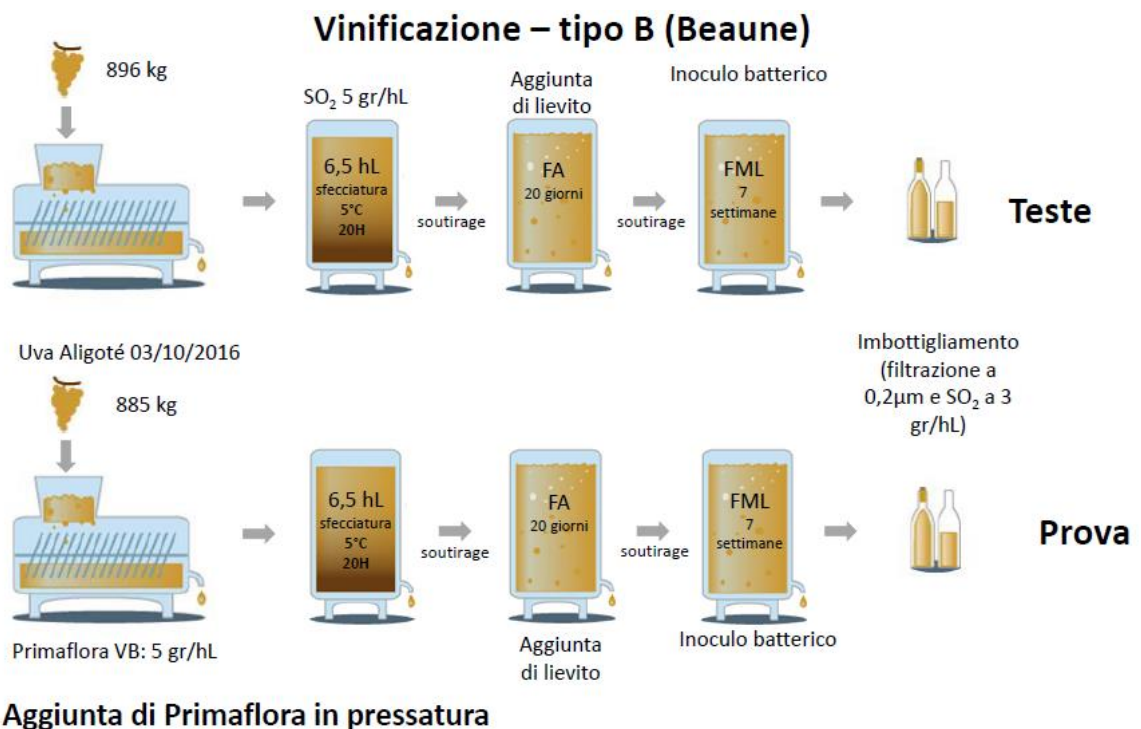 Vinificazione – tipo B (Beaune)
896 kg
SO₂ 5 gr/hL
Aggiunta
di lievito
Inoculo batterico
6,5 hL
sfecciatura
5°C
20H
soutirage
FA
20 giorni
soutirage
FML
7
settimane
Teste
Uva Aligoté 03/10/2016
885 kg
Imbottigliamento
(filtrazione a
0,2µm e SO₂ a 3
gr/hL)
6,5 hL
sfecciatura
5°C
20H
soutirage
FA
20 giorni
soutirage
FML
7
settimane
Prova
Primaflora VB: 5 gr/hL
Aggiunta
di lievito
Inoculo batterico
Aggiunta di Primaflora in pressatura